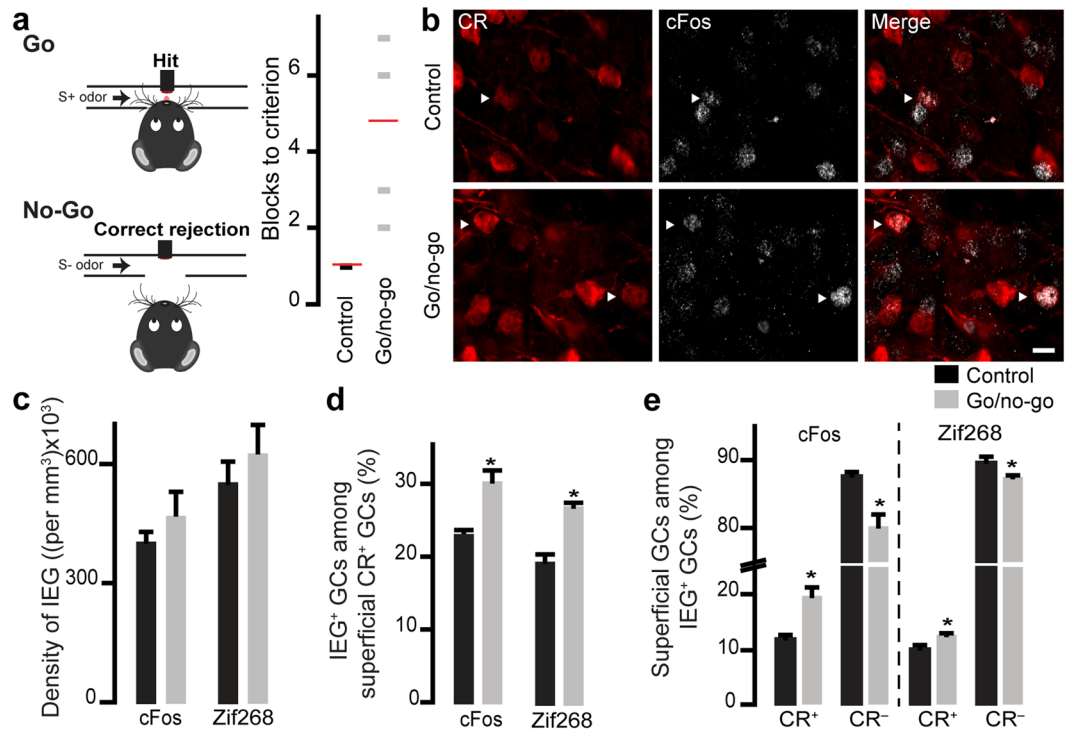 a
Go
Hit
S+ odor
No-Go
Correct rejection
S- odor
Blocks to criterion
6
4
2
0
Control
Go/no-go
b
CR
cFos
Merge
Control
Go/no-go
c
Density of IEG ((per mm³)x10³)
600
300
0
cFos
Zif268
d
IEG⁺ GCs among
superficial CR⁺ GCs (%)
30
20
10
0
*
*
cFos
Zif268
Control
Go/no-go
e
Superficial GCs among
IEG⁺ GCs (%)
90
80
20
10
0
cFos
Zif268
*
*
*
*
CR⁺
CR⁻
CR⁺
CR⁻